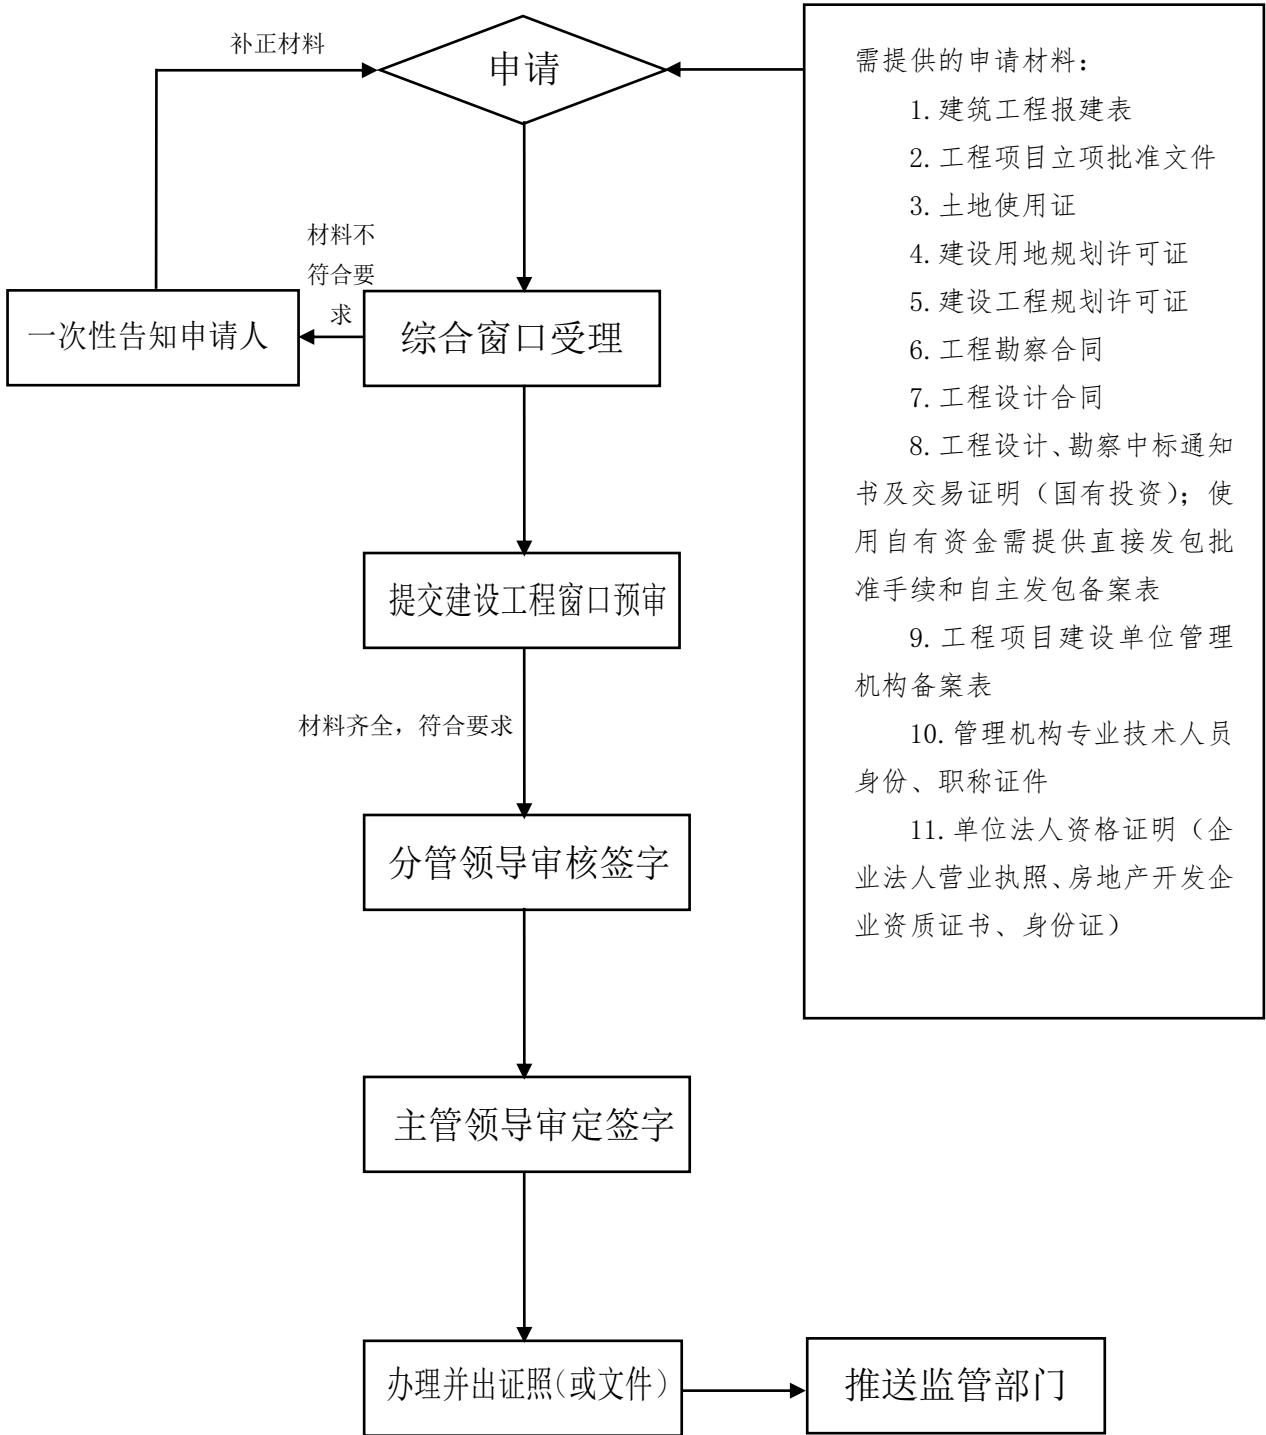 补正材料
申请
材料不
符合要
求
一次性告知申请人
综合窗口受理
提交建设工程窗口预审
材料齐全，符合要求
分管领导审核签字
主管领导审定签字
办理并出证照(或文件)
推送监管部门
需提供的申请材料：
1.建筑工程报建表
2.工程项目立项批准文件
3.土地使用证
4.建设用地规划许可证
5.建设工程规划许可证
6.工程勘察合同
7.工程设计合同
8.工程设计、勘察中标通知
书及交易证明（国有投资）；使
用自有资金需提供直接发包批
准手续和自主发包备案表
9.工程项目建设单位管理
机构备案表
10.管理机构专业技术人员
身份、职称证件
11.单位法人资格证明（企
业法人营业执照、房地产开发企
业资质证书、身份证）